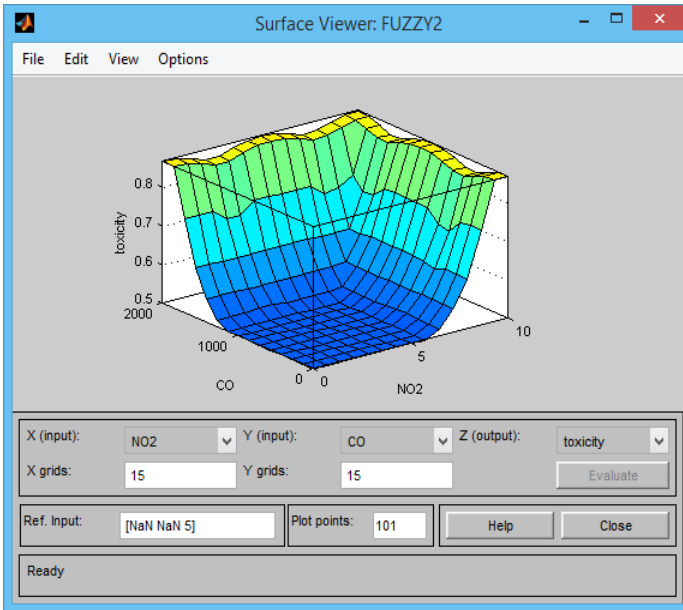 Surface Viewer: FUZZY2
File Edit View Options
0.8
0.7
0.6
0.5
toxicity
2000
1000
0
CO
0
5
10
NO2
X (input): NO2 Y (input): CO Z (output): toxicity
X grids: 15 Y grids: 15 Evaluate
Ref. Input: [NaN NaN 5] Plot points: 101 Help Close
Ready